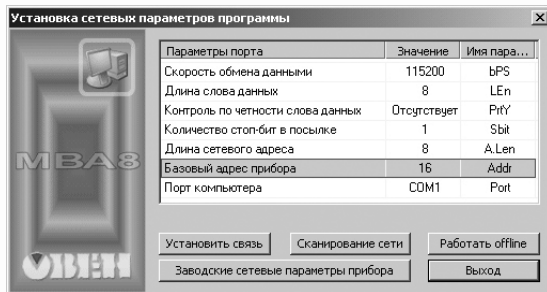 Установка сетевых параметров программы
Параметры порта Значение Имя пара...
Скорость обмена данными 115200 bPS
Длина слова данных 8 LEn
Контроль по четности слова данных Отсутствует PrtY
Количество стоп-бит в посылке 1 Sbit
Длина сетевого адреса 8 A.Len
Базовый адрес прибора 16 Addr
Порт компьютера COM1 Port
МВА8
ОВЕН
Установить связь Сканирование сети Работать offline
Заводские сетевые параметры прибора Выход